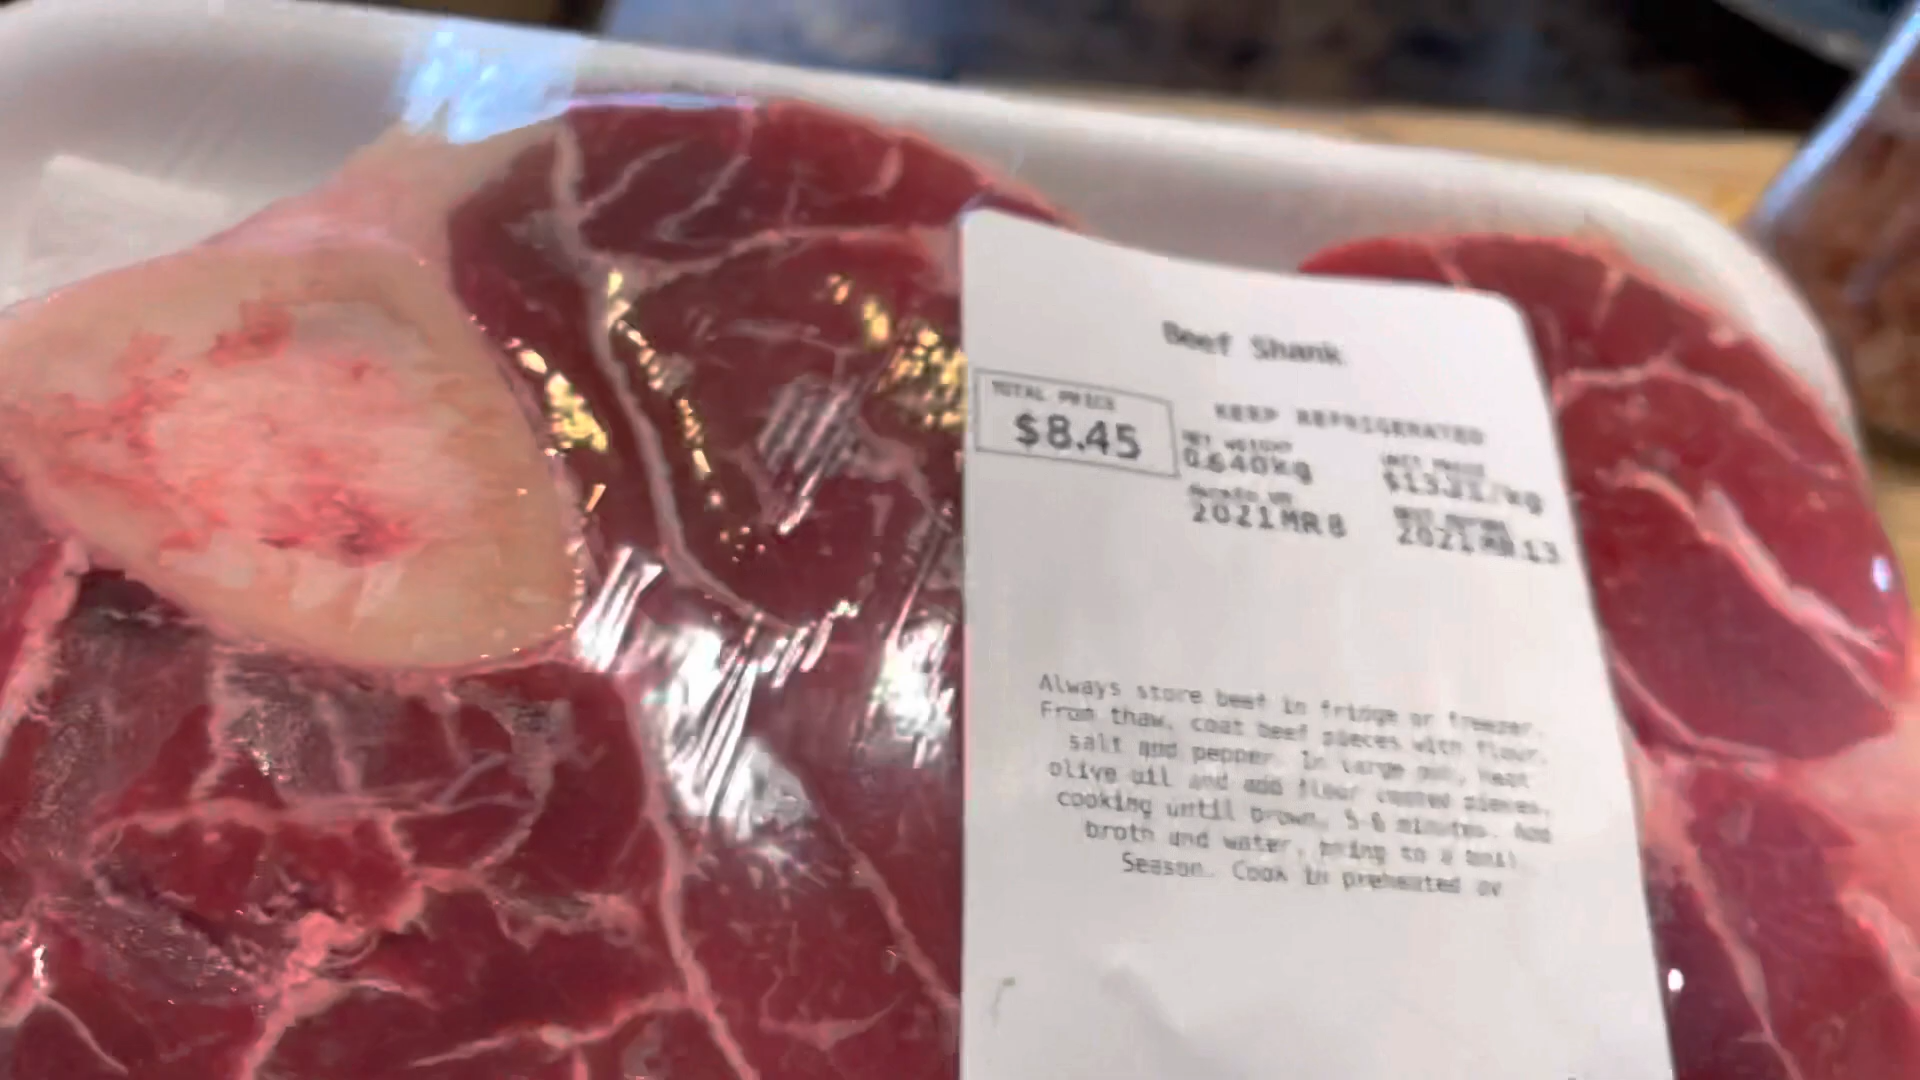 Beef Shank
TOTAL PRICE
$8.45
KEEP REFRIGERATED
NET WEIGHT
0.640kg
/kg
2021MR8
2021MR13
Always store beef in fridge or freezer.
From thaw, coat beef pieces with flour,
salt and pepper. In large pot, heat
olive oil and add flour coated pieces,
cooking until brown, 5-6 minutes. Add
broth and water, bring to a boil.
Season. Cook in preheated ov